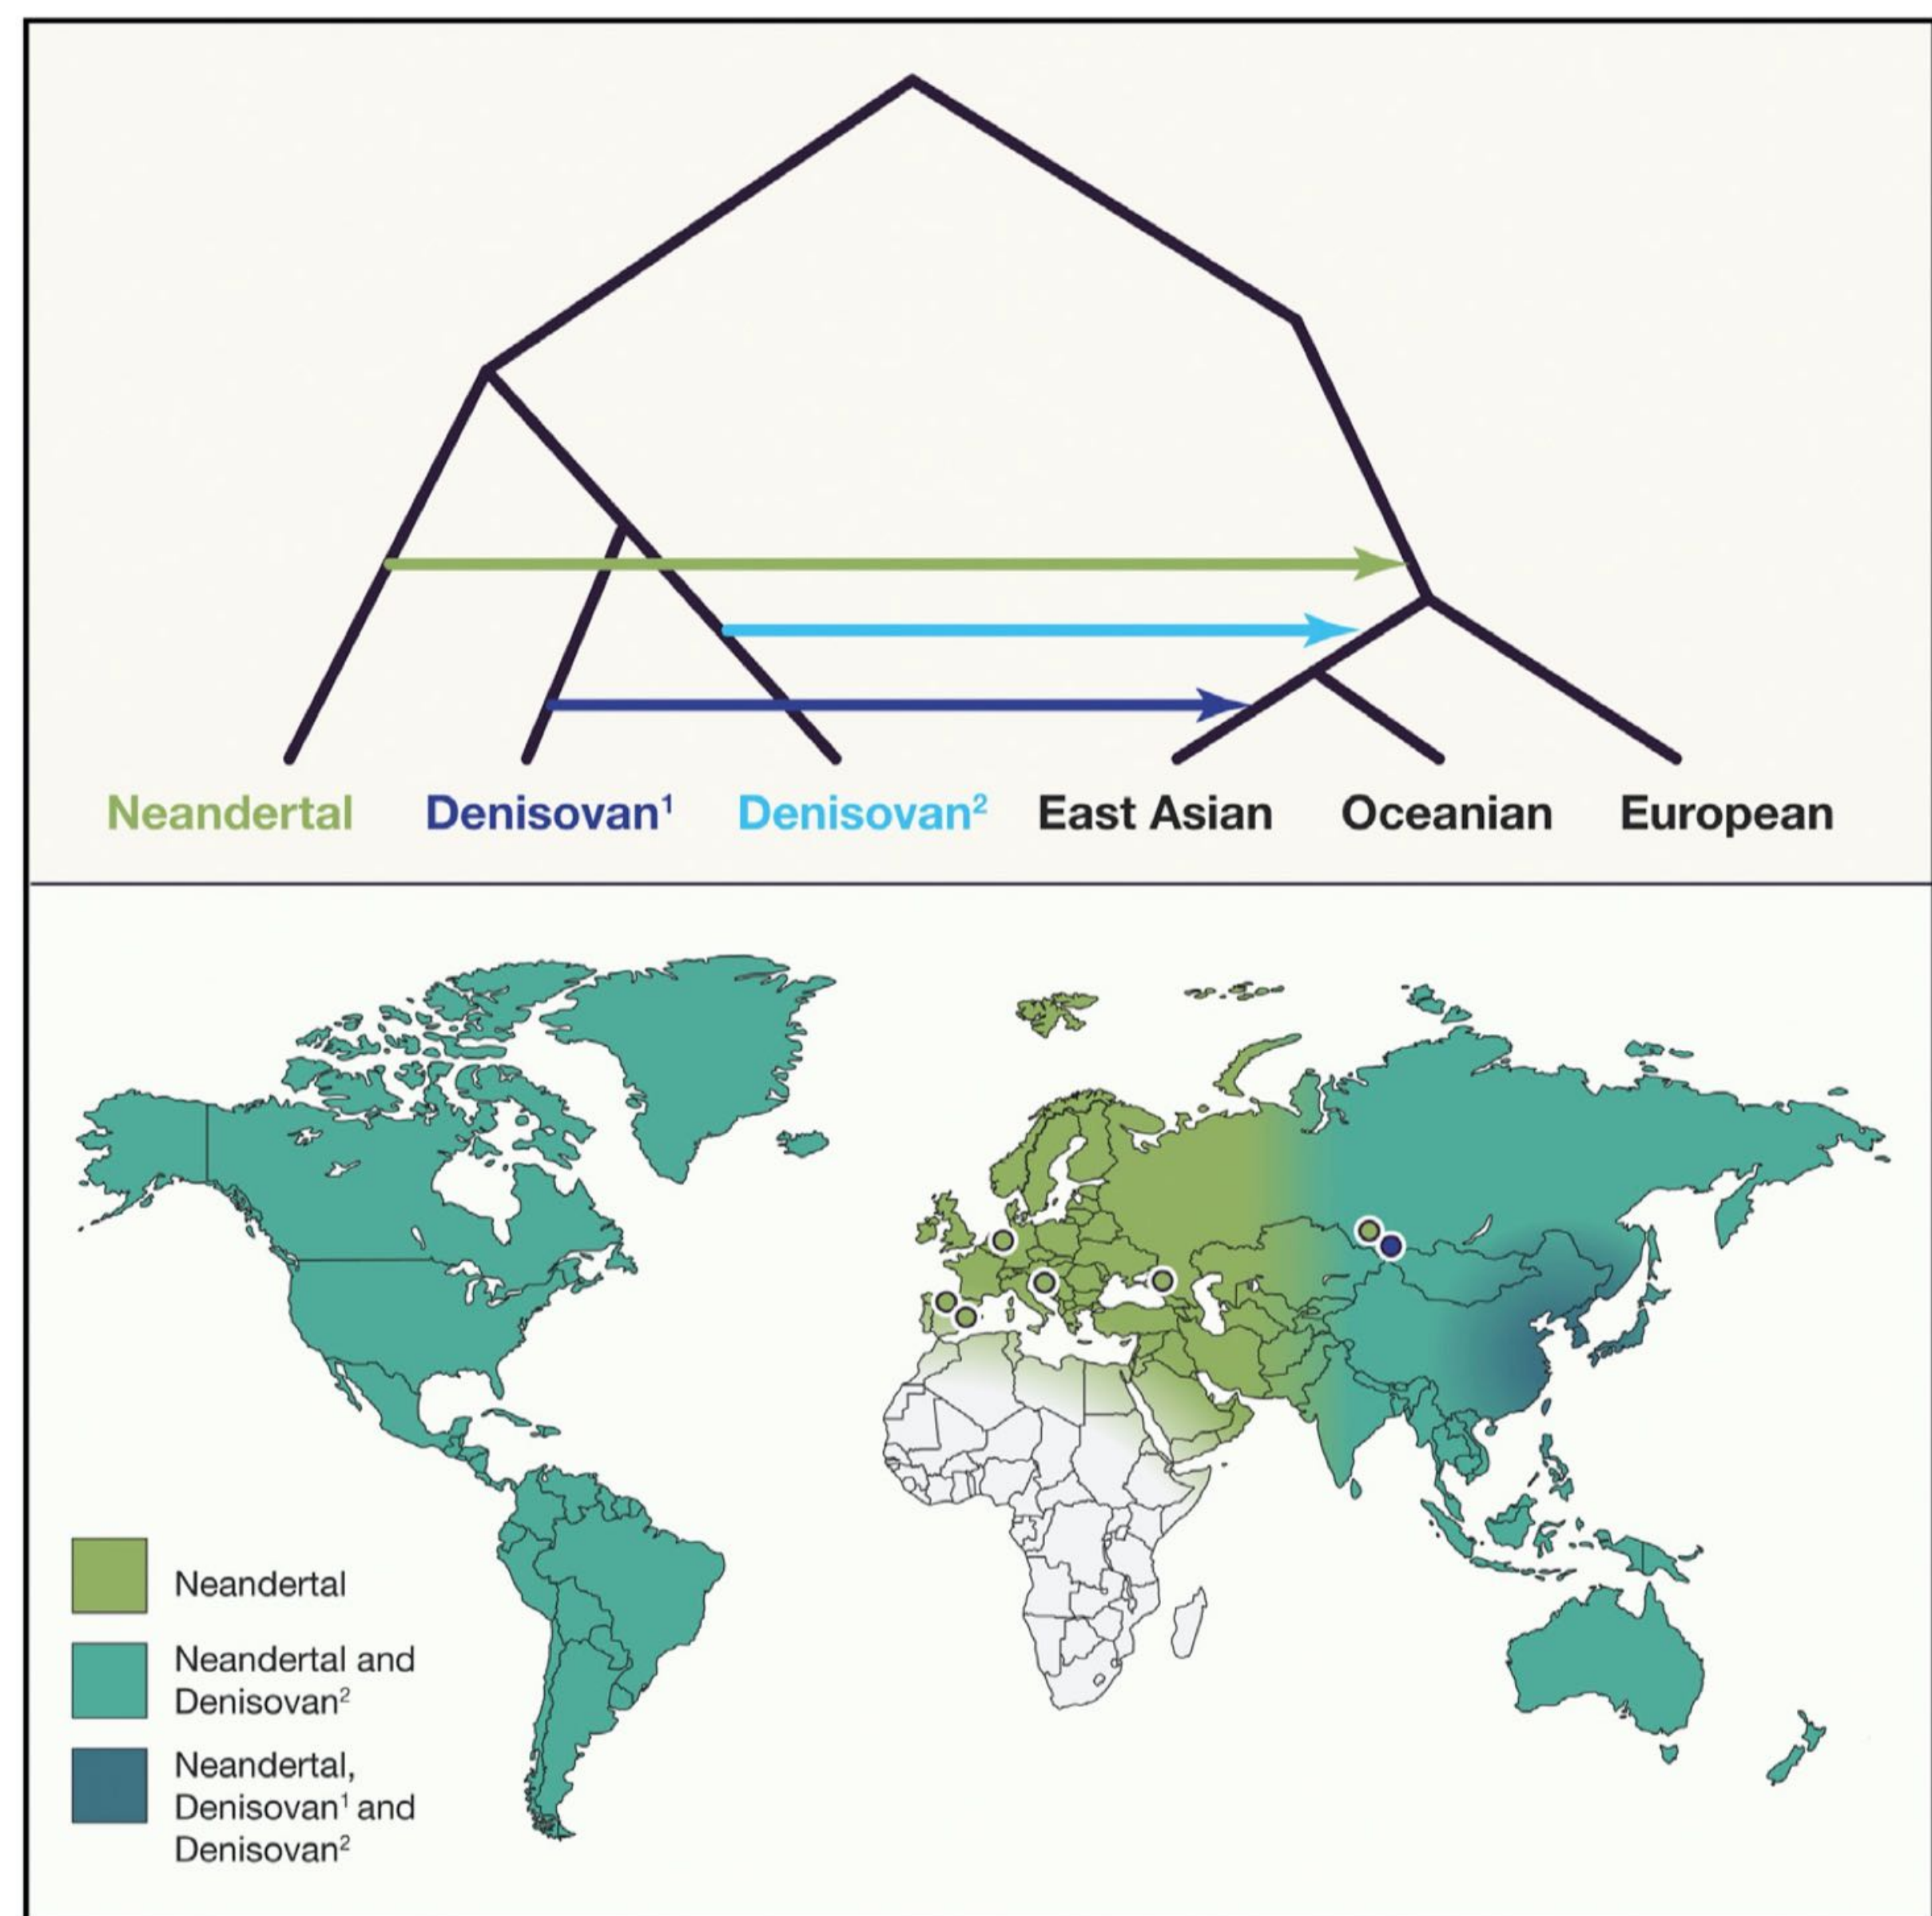 Neandertal Denisovan¹ Denisovan² East Asian Oceanian European
Neandertal
Neandertal and
Denisovan²
Neandertal,
Denisovan¹ and
Denisovan²